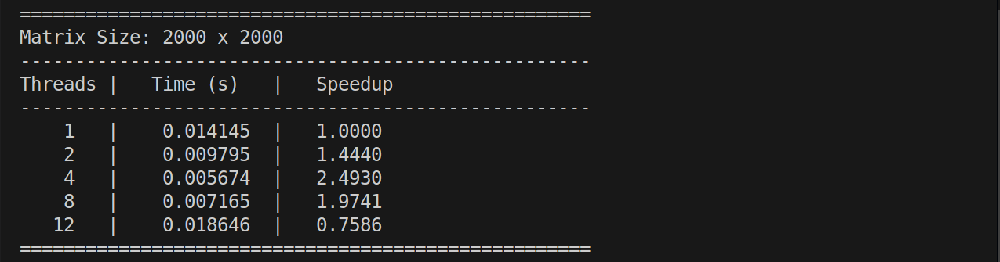 ====================================================
Matrix Size: 2000 x 2000
----------------------------------------------------
Threads |   Time (s)   |   Speedup
----------------------------------------------------
    1   |    0.014145  |   1.0000
    2   |    0.009795  |   1.4440
    4   |    0.005674  |   2.4930
    8   |    0.007165  |   1.9741
   12   |    0.018646  |   0.7586
====================================================